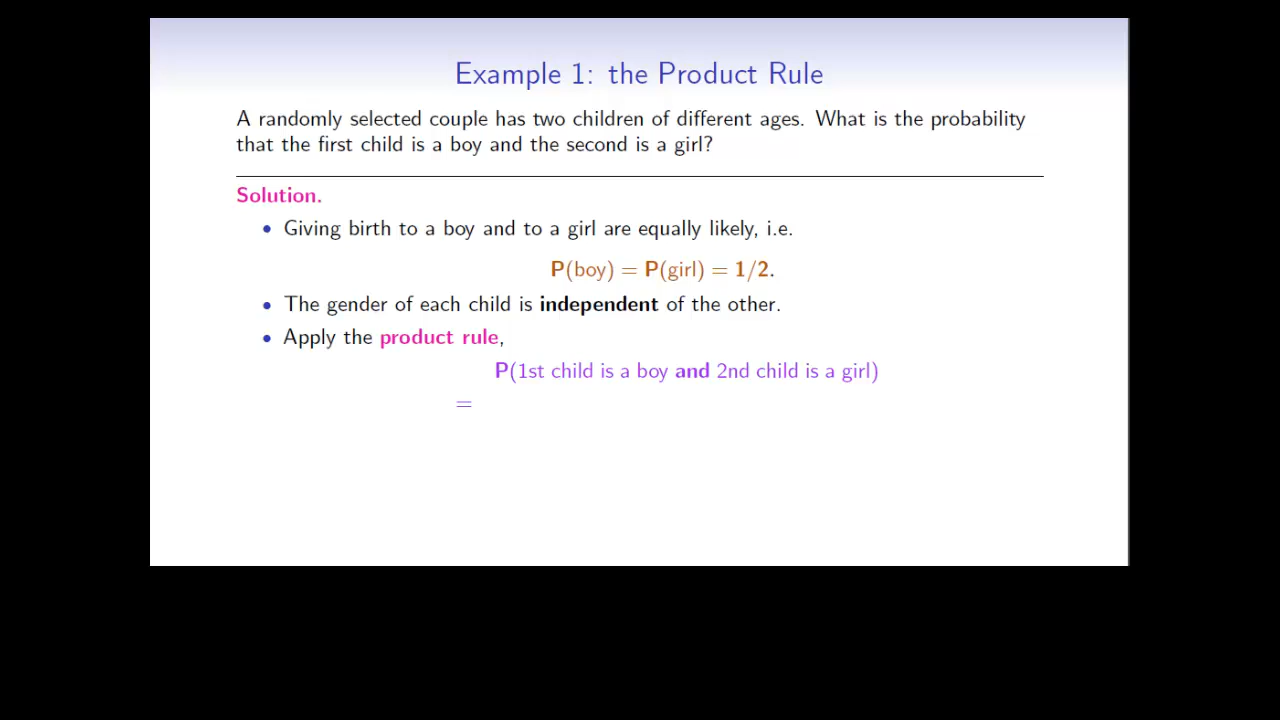 Example 1: the Product Rule
A randomly selected couple has two children of different ages. What is the probability
that the first child is a boy and the second is a girl?
Solution.
• Giving birth to a boy and to a girl are equally likely, i.e.
P(boy) = P(girl) = 1/2.
• The gender of each child is independent of the other.
• Apply the product rule,
P(1st child is a boy and 2nd child is a girl)
=